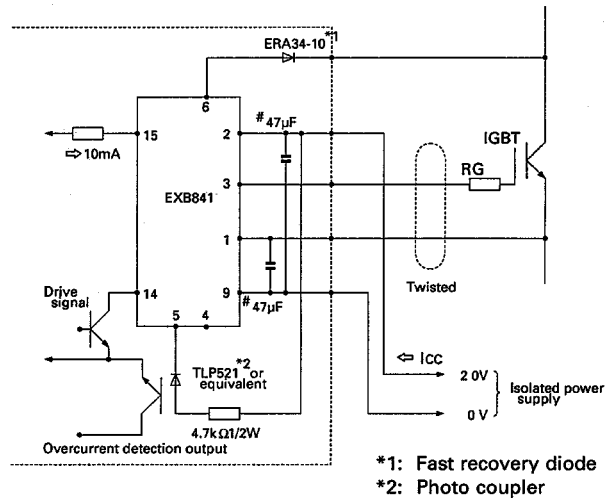 ERA34-10*1
6
15
2
#47µF
⇨10mA
IGBT
3
RG
EXB841
1
Twisted
Drive
signal
14
9
#47µF
5
4
TLP521*2 or
equivalent
⇦ ICC
20V
Isolated power
supply
0V
4.7kΩ1/2W
Overcurrent detection output
*1: Fast recovery diode
*2: Photo coupler